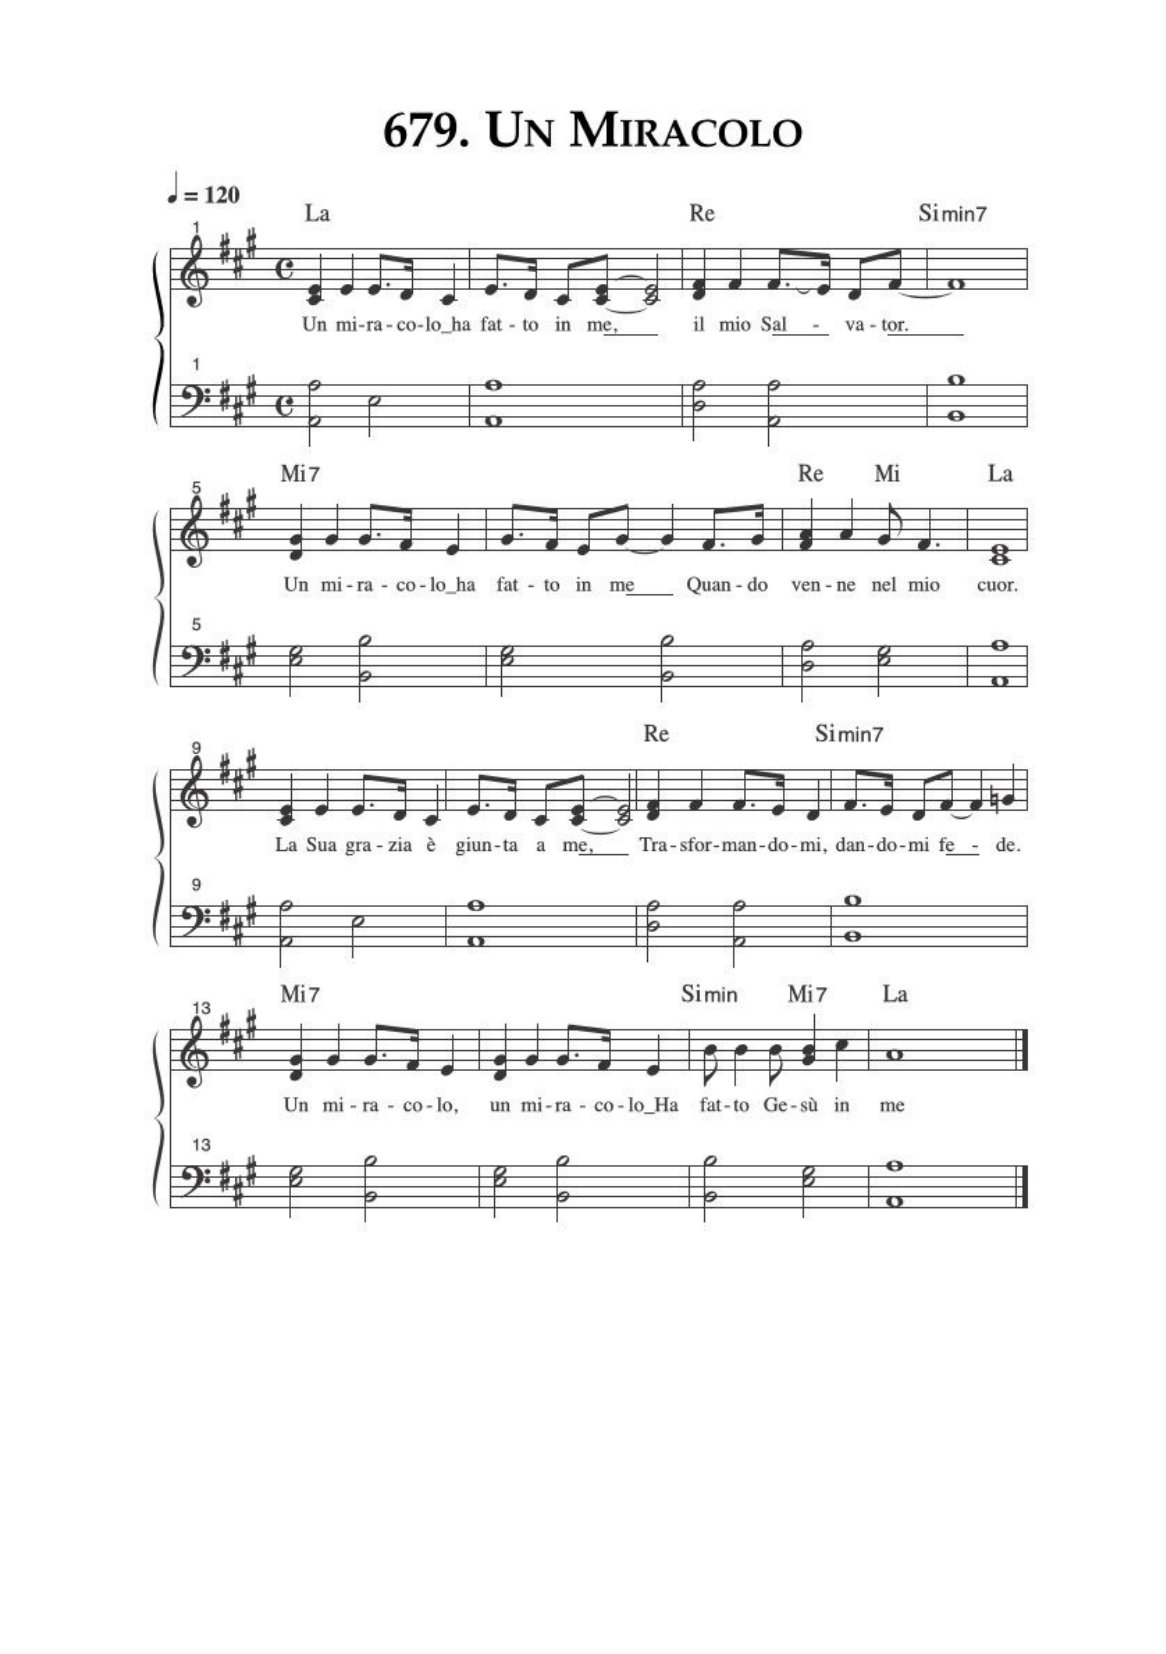 679. Un Miracolo
= 120
La Re Simin7
1
Un mi-ra-co-lo_ha fat-to in me, il mio Sal - va-tor.
1
Mi7 Re Mi La
5
Un mi-ra-co-lo_ha fat-to in me Quan-do ven-ne nel mio cuor.
5
Re Simin7
9
La Sua gra-zia è giun-ta a me, Tra-sfor-man-do-mi, dan-do-mi fe - de.
9
Mi7 Simin Mi7 La
13
Un mi-ra-co-lo, un mi-ra-co-lo_Ha fat-to Ge-sù in me
13